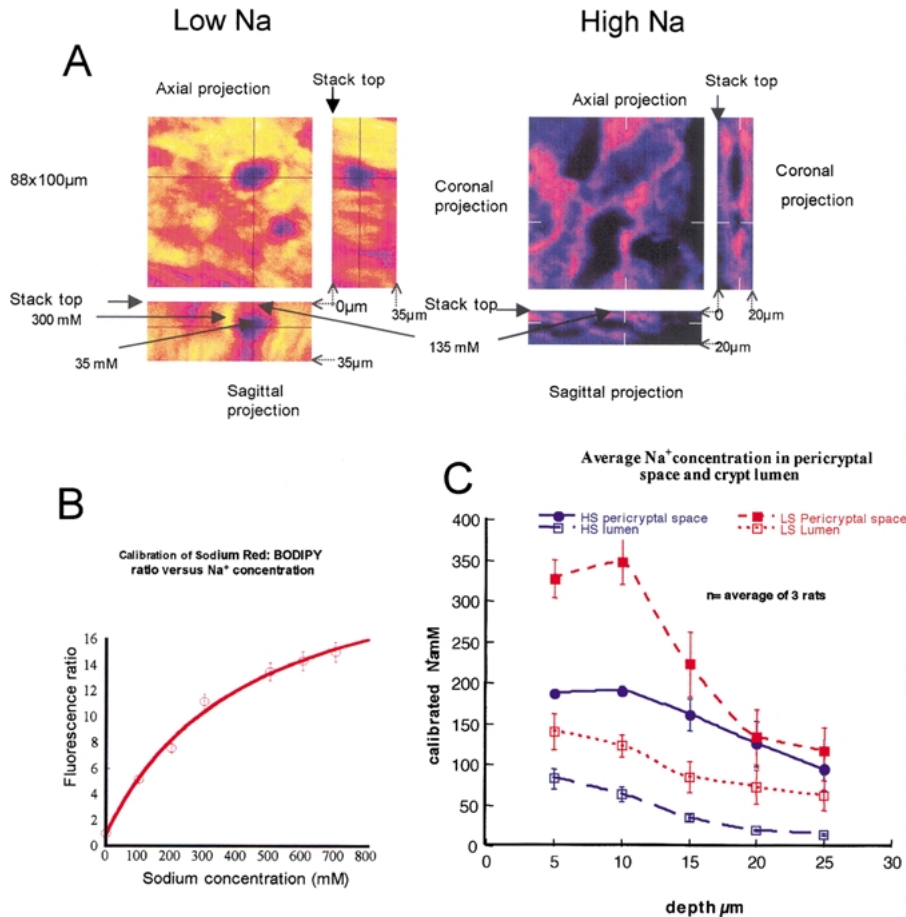 Low Na
High Na
A
Axial projection
Stack top
Axial projection
Stack top
88x100µm
Coronal
projection
Coronal
projection
Stack top
0µm
35µm
Stack top
0
20µm
300 mM
35 mM
135 mM
35µm
20µm
Sagittal
projection
Sagittal projection
B
Calibration of Sodium Red: BODIPY
ratio versus Na⁺ concentration
Fluorescence ratio
16
14
12
10
8
6
4
2
0
0 100 200 300 400 500 600 700 800
Sodium concentration (mM)
C
Average Na⁺concentration in pericryptal
space and crypt lumen
HS pericryptal space
HS lumen
LS Pericryptal space
LS Lumen
n= average of 3 rats
calibrated
mM
400
350
300
250
200
150
100
50
0
0 5 10 15 20 25 30
depth µm